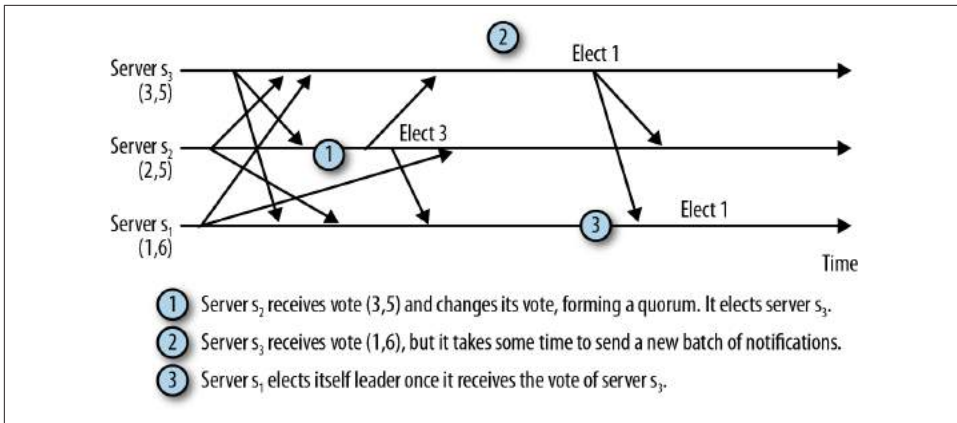 2
Elect 1
Server s₃
(3,5)
Elect 3
Server s₂
(2,5)
1
Server s₁
(1,6)
3
Elect 1
Time
1 Server s₂ receives vote (3,5) and changes its vote, forming a quorum. It elects server s₃.
2 Server s₃ receives vote (1,6), but it takes some time to send a new batch of notifications.
3 Server s₁ elects itself leader once it receives the vote of server s₃.